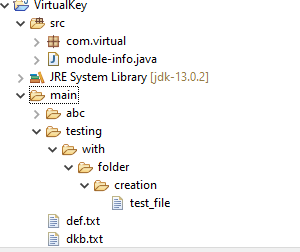 VirtualKey
src
com.virtual
module-info.java
JRE System Library [jdk-13.0.2]
main
abc
testing
with
folder
creation
test_file
def.txt
dkb.txt